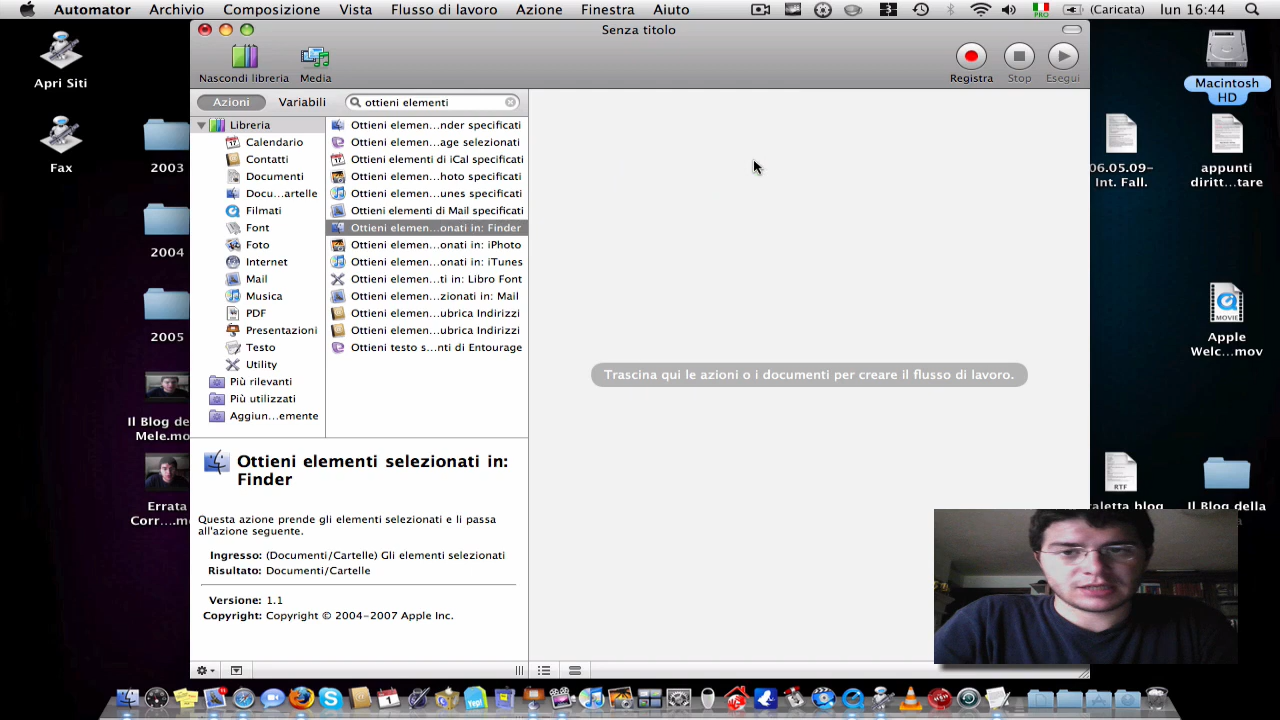 Automator Archivio Composizione Vista Flusso di lavoro Azione Finestra Aiuto PRO (Caricata) lun 16:44
Senza titolo
Nascondi libreria Media Registra Stop Esegui
Azioni Variabili ottieni elementi
Libreria
Calendario
Contatti
Documenti
Docu...artelle
Filmati
Font
Foto
Internet
Mail
Musica
PDF
Presentazioni
Testo
Utility
Più rilevanti
Più utilizzati
Aggiun...emente
Ottieni elemen...nder specificati
Ottieni elemen...age selezionati
Ottieni elementi di iCal specificati
Ottieni elemen...hoto specificati
Ottieni elemen...unes specificati
Ottieni elementi di Mail specificati
Ottieni elemen...onati in: Finder
Ottieni elemen...onati in: iPhoto
Ottieni elemen...onati in: iTunes
Ottieni elemen...ti in: Libro Font
Ottieni elemen...zionati in: Mail
Ottieni elemen...ubrica Indirizzi
Ottieni elemen...ubrica Indirizzi
Ottieni testo s...nti di Entourage
Trascina qui le azioni o i documenti per creare il flusso di lavoro.
Ottieni elementi selezionati in:
Finder
Questa azione prende gli elementi selezionati e li passa
all'azione seguente.
Ingresso: (Documenti/Cartelle) Gli elementi selezionati
Risultato: Documenti/Cartelle
Versione: 1.1
Copyright: Copyright © 2004-2007 Apple Inc.
Apri Siti
Fax
2003
2004
2005
Il Blog de
Mele.mo
Errata
Corr....m
Macintosh
HD
06.05.09-
Int. Fall.
appunti
diritt...tare
MOVIE
Apple
Welc...mov
RTF
aletta blog
Il Blog della